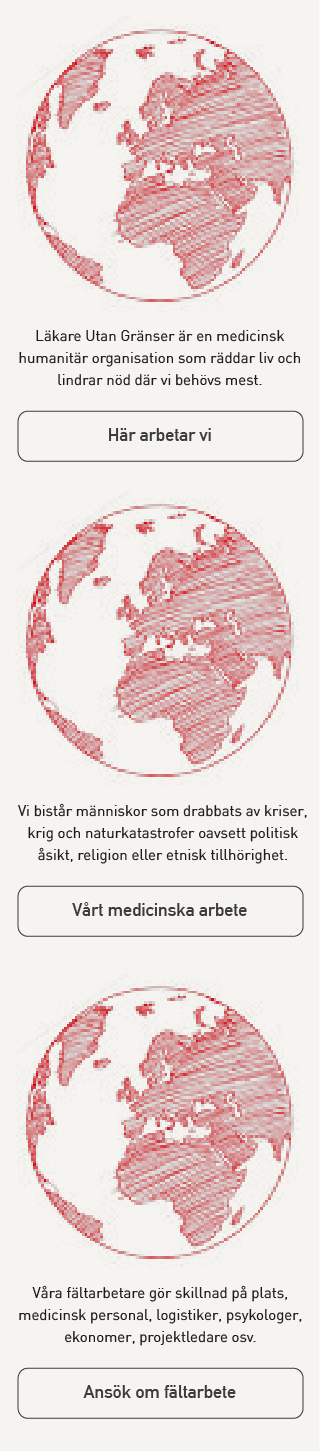 Läkare Utan Gränser är en medicinsk
humanitär organisation som räddar liv och
lindrar nöd där vi behövs mest.
Här arbetar vi
Vi bistår människor som drabbats av kriser,
krig och naturkatastrofer oavsett politisk
åsikt, religion eller etnisk tillhörighet.
Vårt medicinska arbete
Våra fältarbetare gör skillnad på plats,
medicinsk personal, logistiker, psykologer,
ekonomer, projektledare osv.
Ansök om fältarbete